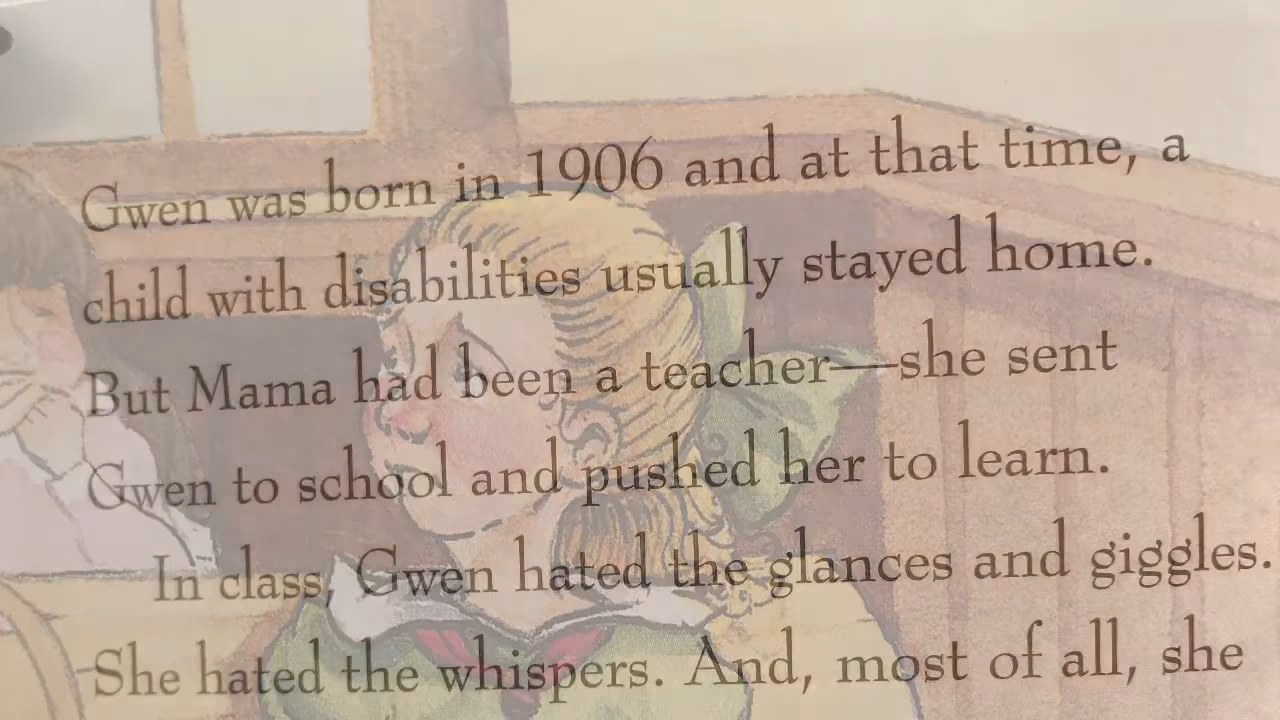 Gwen was born in 1906 and at that time, a
child with disabilities usually stayed home.
But Mama had been a teacher—she sent
Gwen to school and pushed her to learn.
In class, Gwen hated the glances and giggles.
She hated the whispers. And, most of all, she